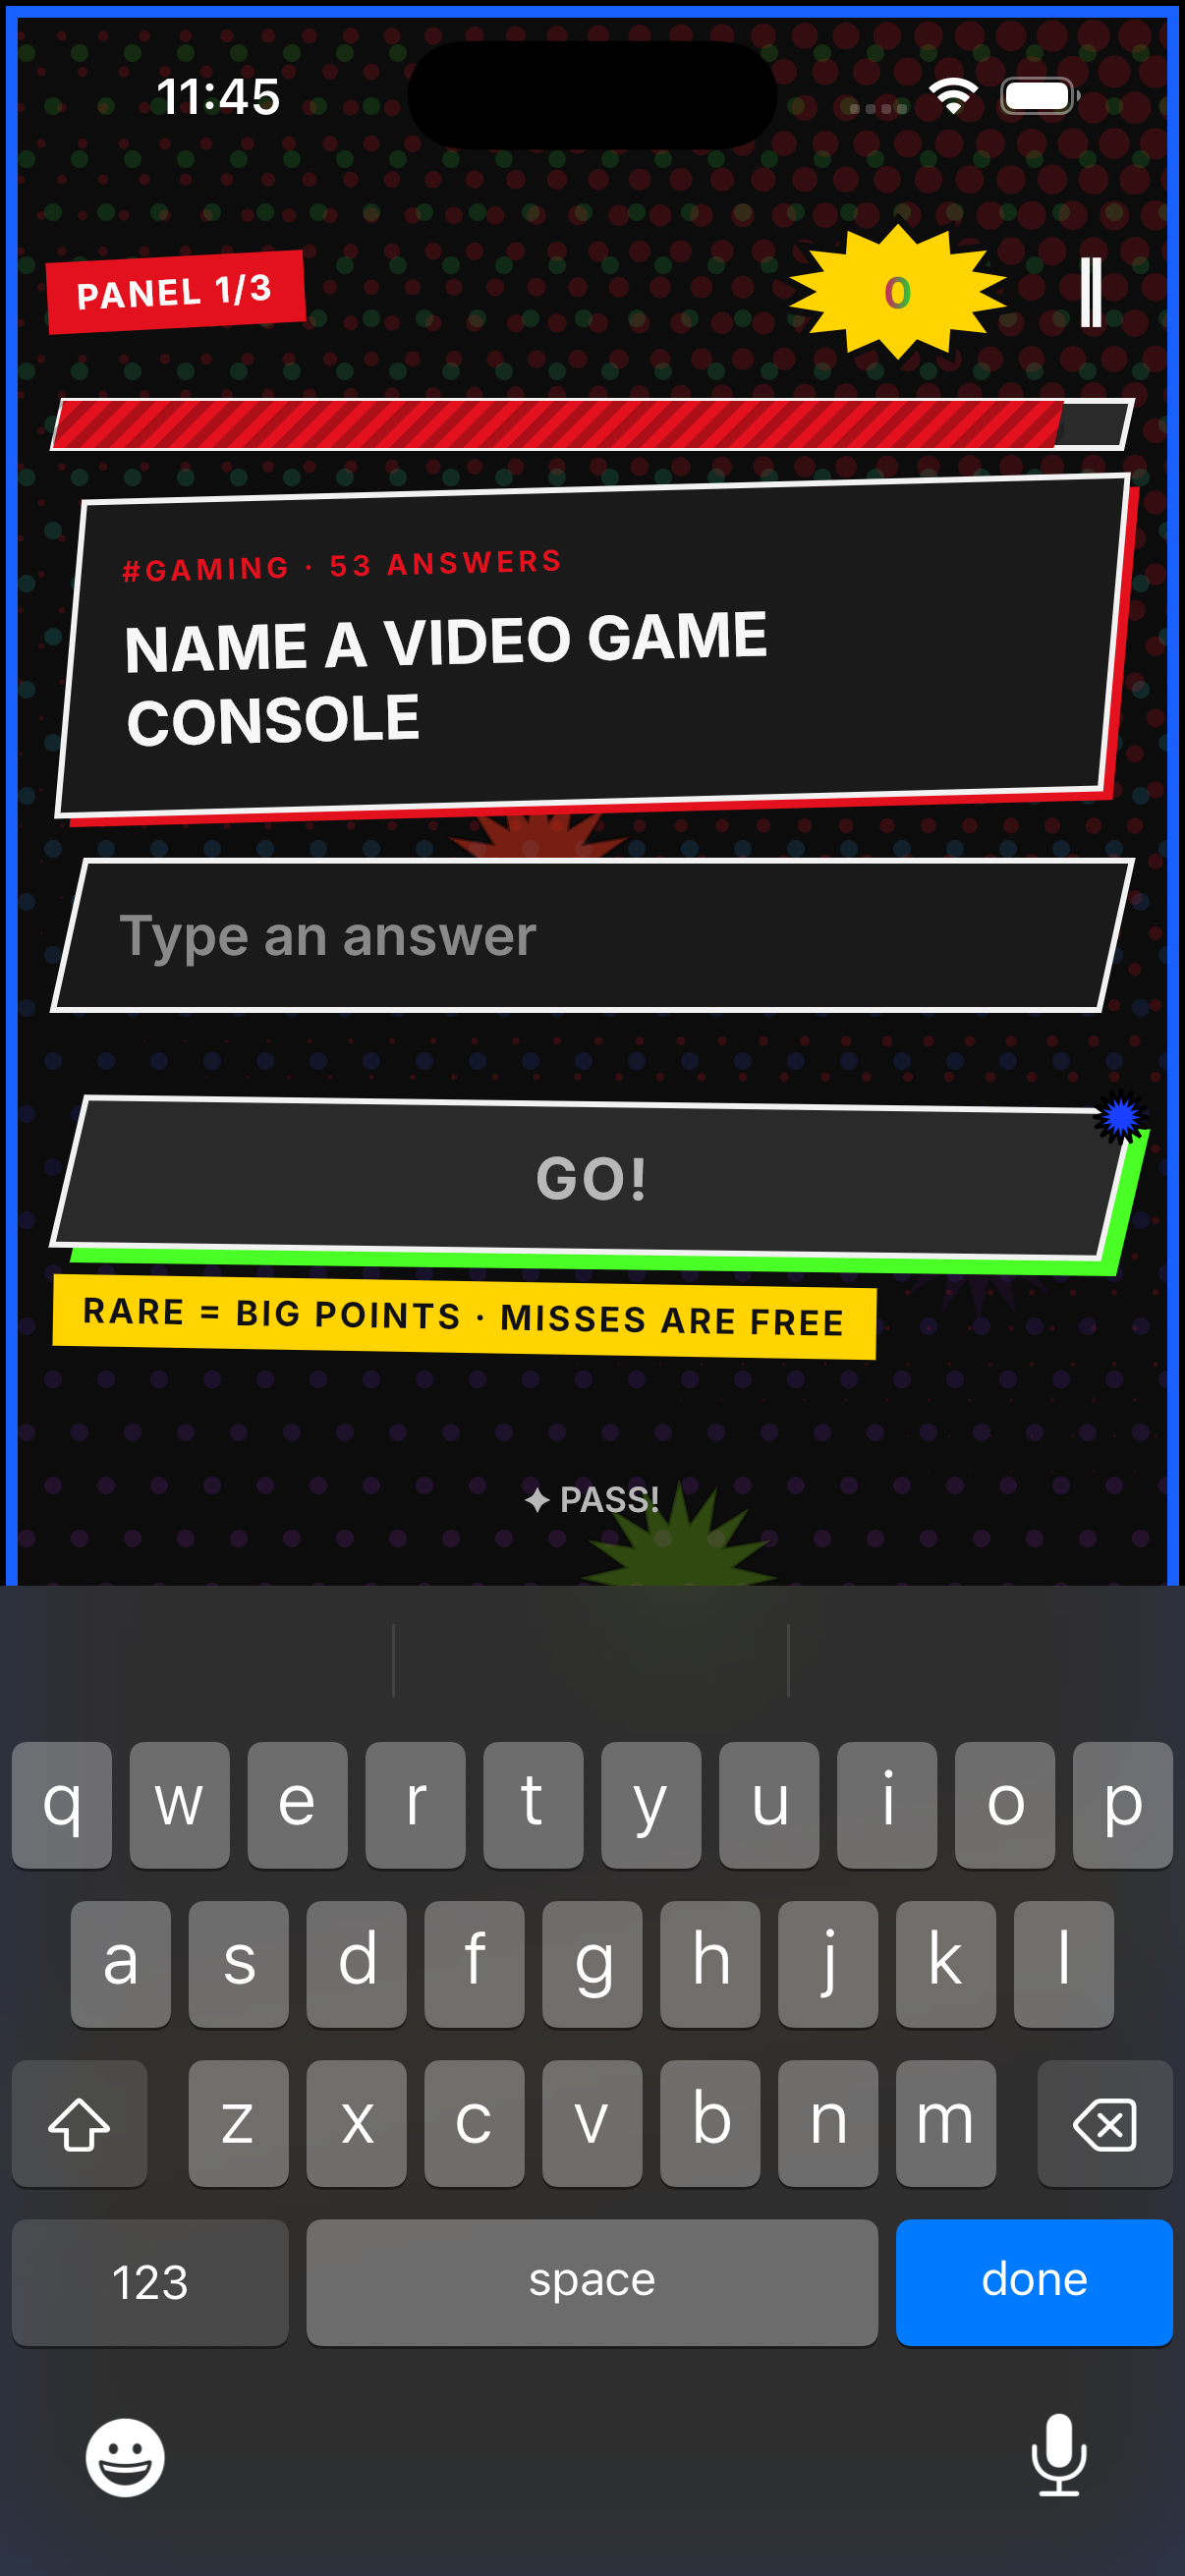 11:45
PANEL 1/3
0
#GAMING · 53 ANSWERS
NAME A VIDEO GAME
CONSOLE
Type an answer
GO!
RARE = BIG POINTS · MISSES ARE FREE
PASS!
q w e r t y u i o p
a s d f g h j k l
z x c v b n m
123 space done